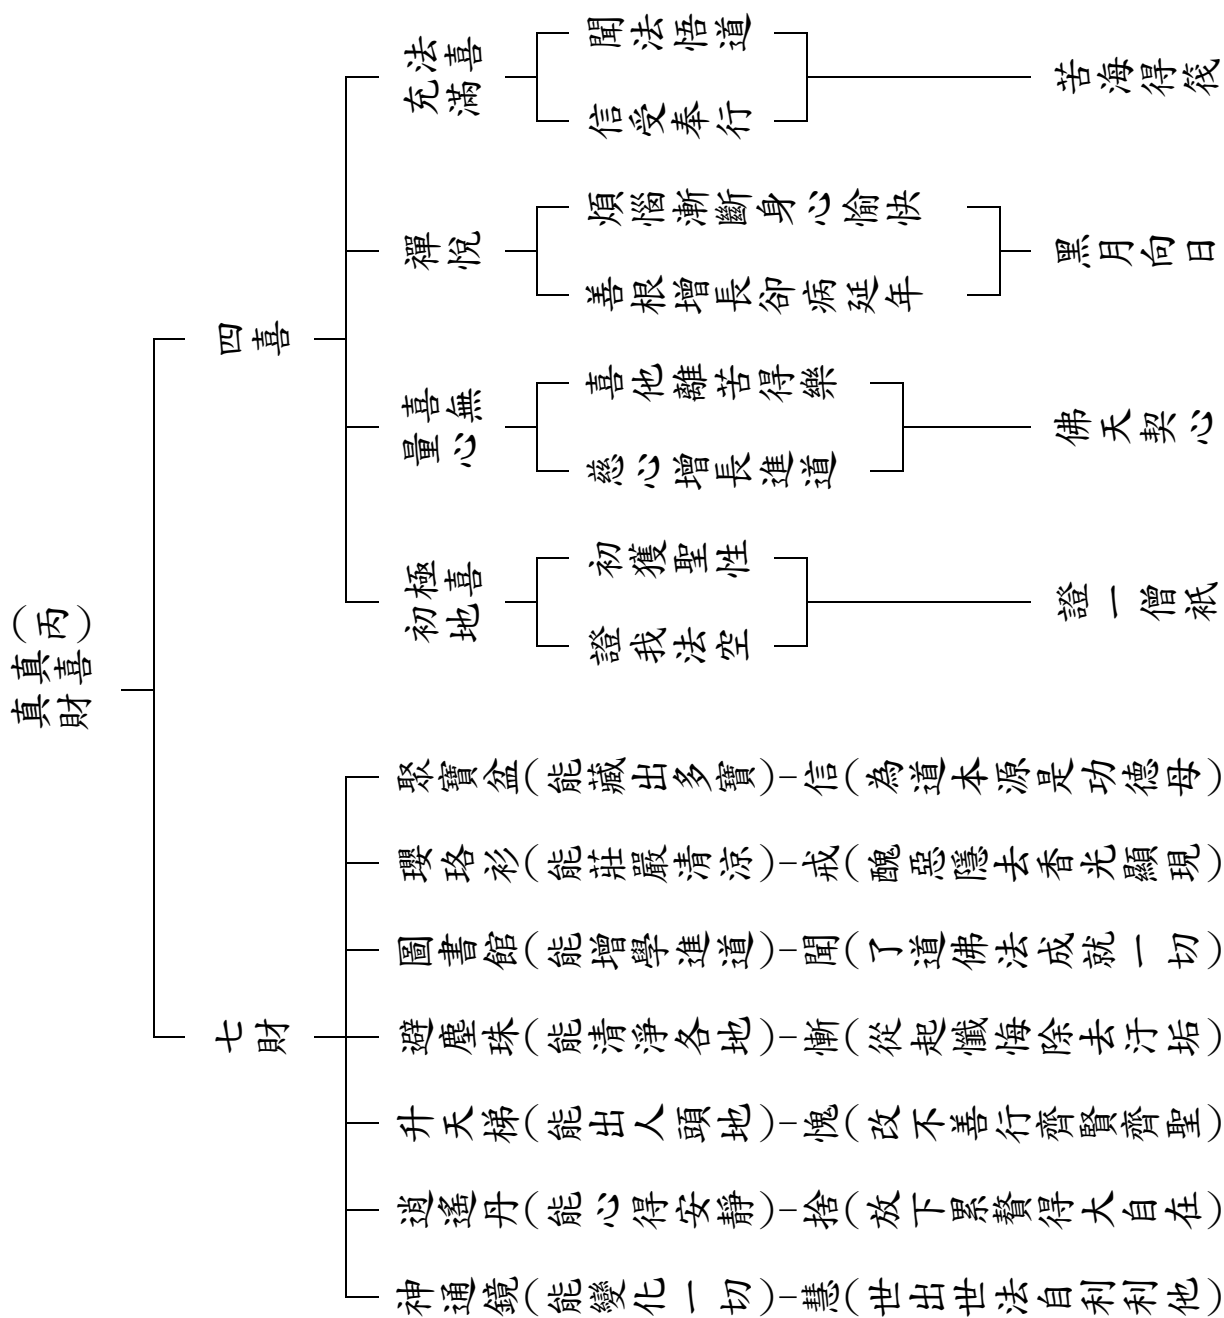 (丙)
真喜
真財
四喜
法喜
充滿
聞法悟道
信受奉行
苦海得筏
禪悅
煩惱漸斷身心愉快
善根增長卻病延年
黑月向日
喜無
量心
喜他離苦得樂
慈心增長進道
佛天契心
極喜
初地
初獲聖性
證我法空
證一僧祇
七財
聚寶盆(能藏出多寶)-信(為道本源是功德母)
瓔珞衫(能莊嚴清涼)-戒(醜惡隱去香光顯現)
圖書館(能增學進道)-聞(了道佛法成就一切)
避塵珠(能清淨各地)-慚(從起懺悔除去汙垢)
升天梯(能出人頭地)-愧(改不善行齊賢齊聖)
逍遙丹(能心得安靜)-捨(放下累贅得大自在)
神通鏡(能變化一切)-慧(世出世法自利利他)